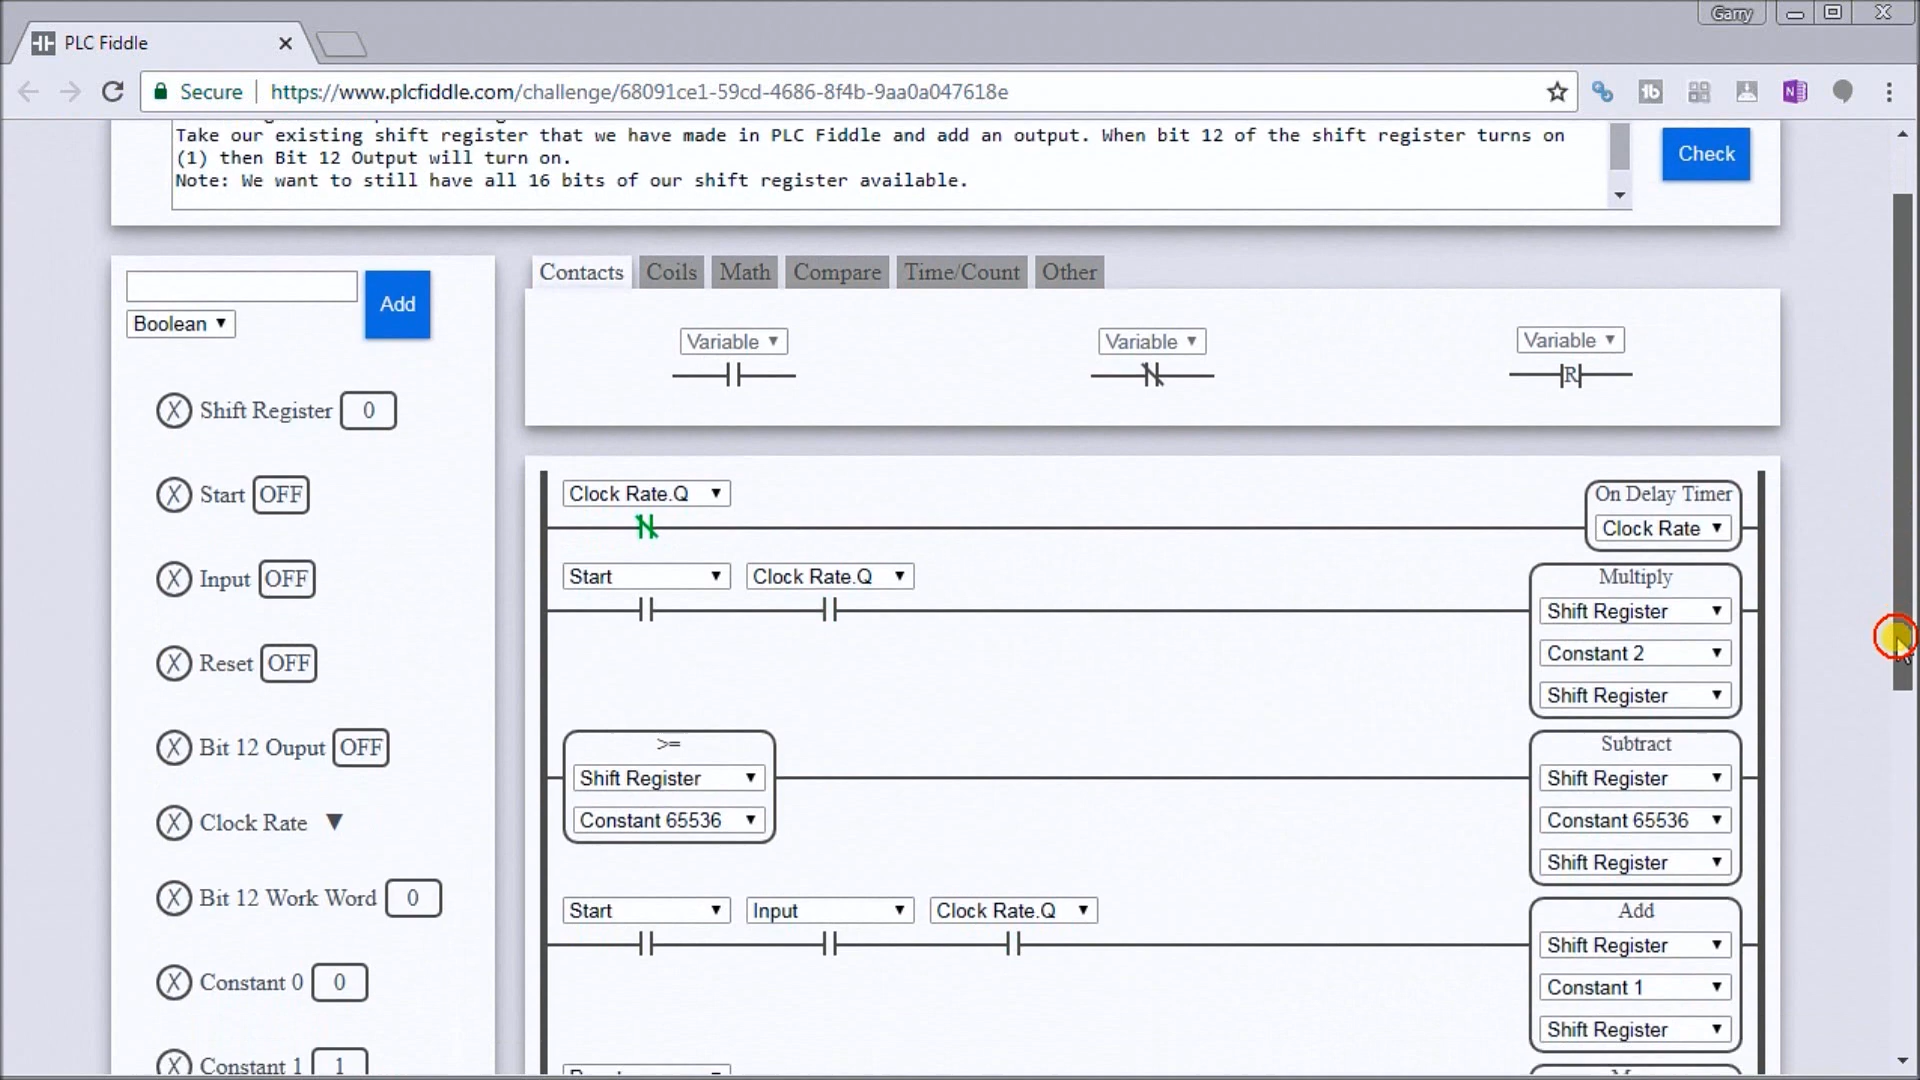 Garry
PLC Fiddle
Secure https://www.plcfiddle.com/challenge/68091ce1-59cd-4686-8f4b-9aa0a047618e
Take our existing shift register that we have made in PLC Fiddle and add an output. When bit 12 of the shift register turns on
(1) then Bit 12 Output will turn on.
Note: We want to still have all 16 bits of our shift register available.
Check
Add
Boolean
Shift Register 0
Start OFF
Input OFF
Reset OFF
Bit 12 Ouput OFF
Clock Rate
Bit 12 Work Word 0
Constant 0 0
Constant 1 1
Contacts Coils Math Compare Time/Count Other
Variable Variable Variable
R
Clock Rate.Q
On Delay Timer
Clock Rate
Start Clock Rate.Q
Multiply
Shift Register
Constant 2
Shift Register
>=
Shift Register
Constant 65536
Subtract
Shift Register
Constant 65536
Shift Register
Start Input Clock Rate.Q
Add
Shift Register
Constant 1
Shift Register